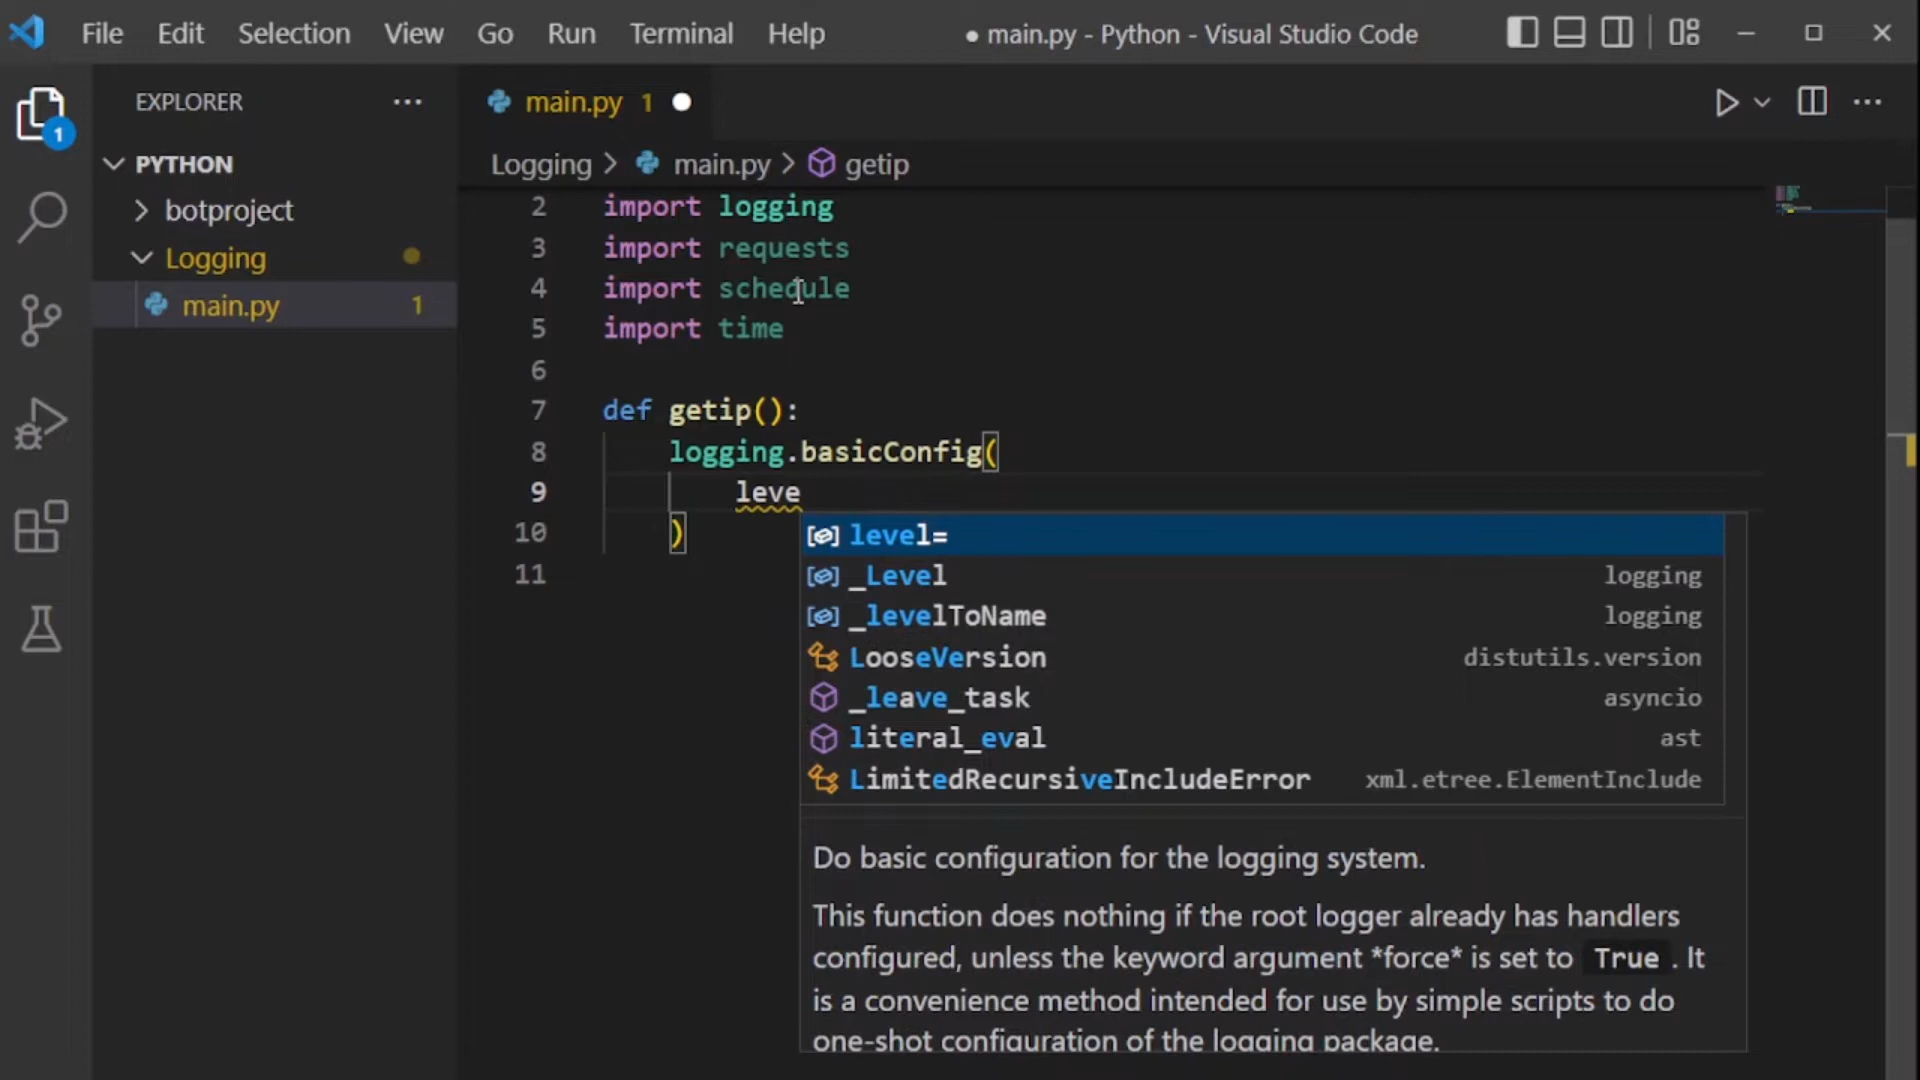 File Edit Selection View Go Run Terminal Help ● main.py - Python - Visual Studio Code
EXPLORER ···
main.py 1
1
PYTHON
Logging > main.py > getip
botproject
Logging
main.py 1
2 import logging
3 import requests
4 import schedule
5 import time
6
7 def getip():
8 logging.basicConfig(
9 leve
10 )
11
level=
_Level logging
_levelToName logging
LooseVersion distutils.version
_leave_task asyncio
literal_eval ast
LimitedRecursiveIncludeError xml.etree.ElementInclude
Do basic configuration for the logging system.
This function does nothing if the root logger already has handlers
configured, unless the keyword argument *force* is set to True . It
is a convenience method intended for use by simple scripts to do
one-shot configuration of the logging package.